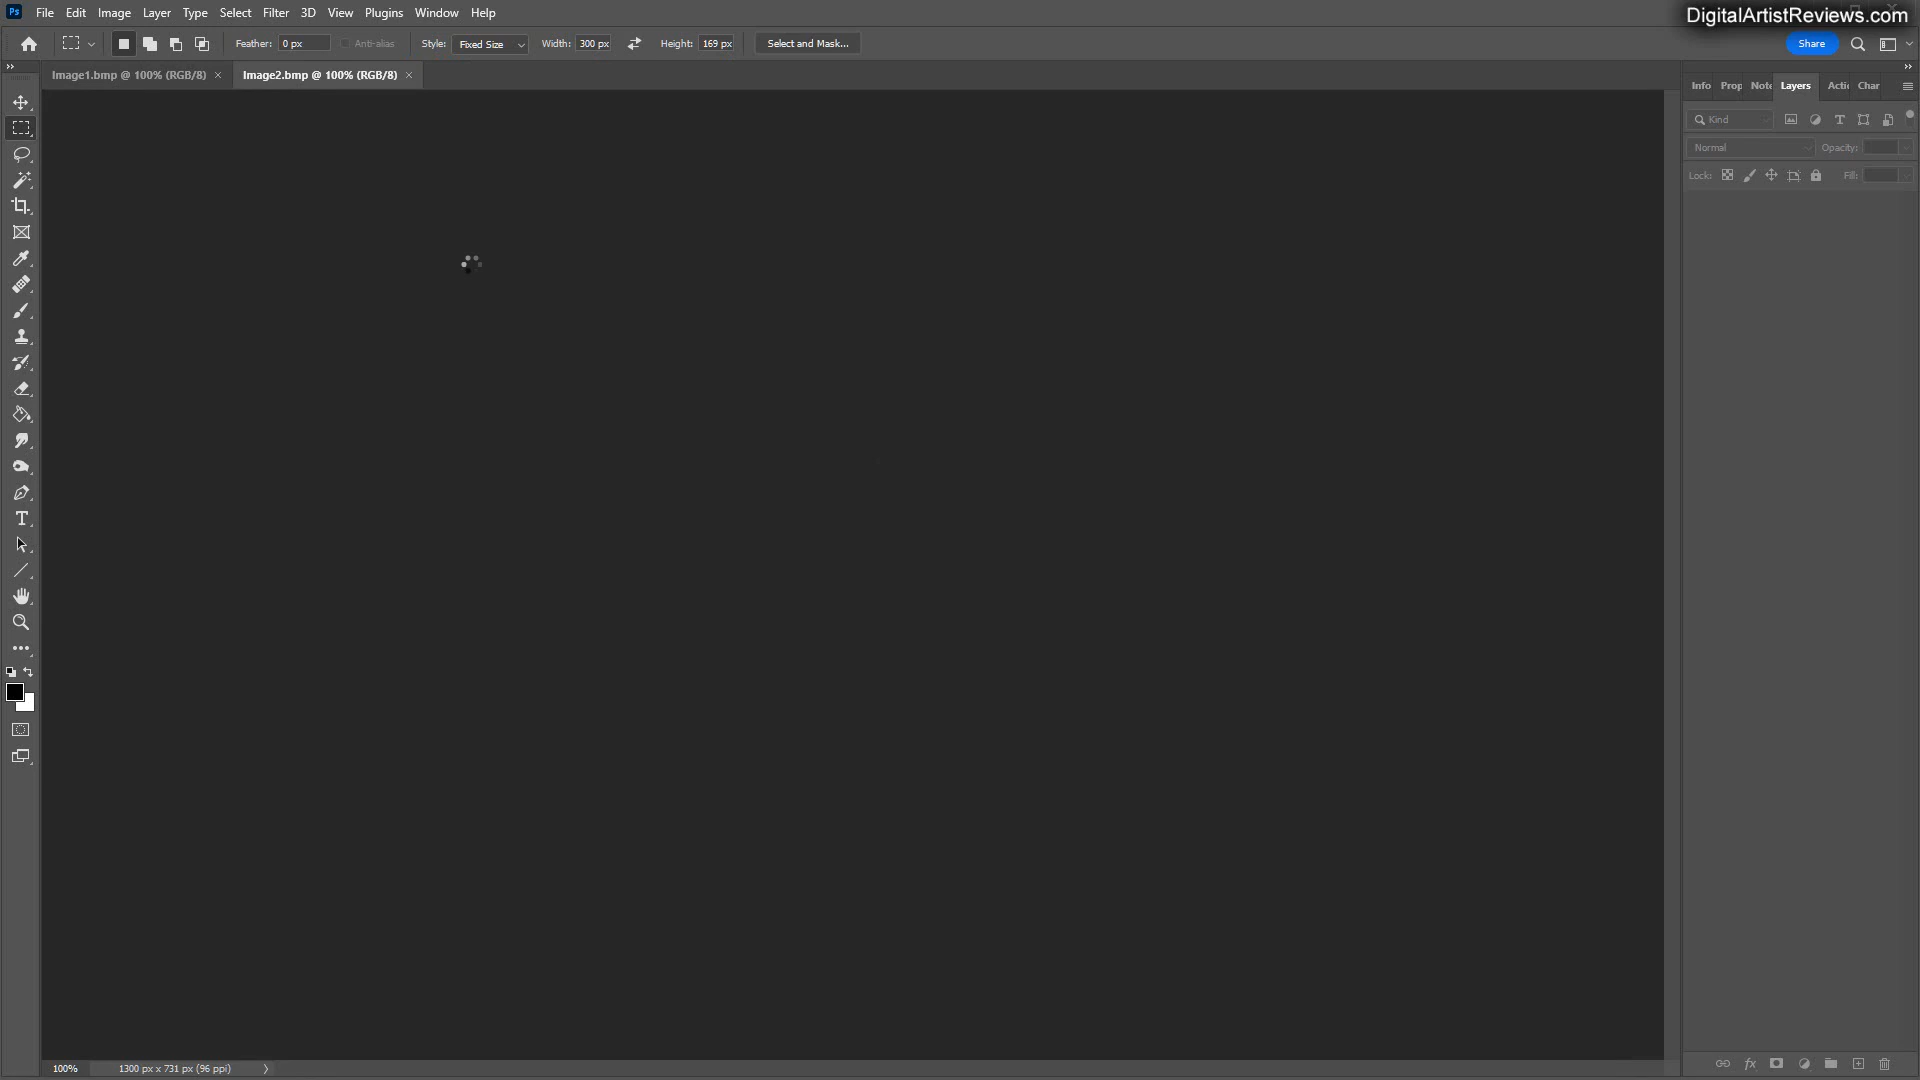 Ps File Edit Image Layer Type Select Filter 3D View Plugins Window Help
DigitalArtistReviews.com
Feather: 0 px Anti-alias Style: Fixed Size Width: 300 px Height: 169 px Select and Mask... Share
Image1.bmp @ 100% (RGB/8) × Image2.bmp @ 100% (RGB/8) ×
Info Prop Note Layers Actic Char
Kind
Normal Opacity:
Lock: Fill:
100% 1300 px x 731 px (96 ppi)